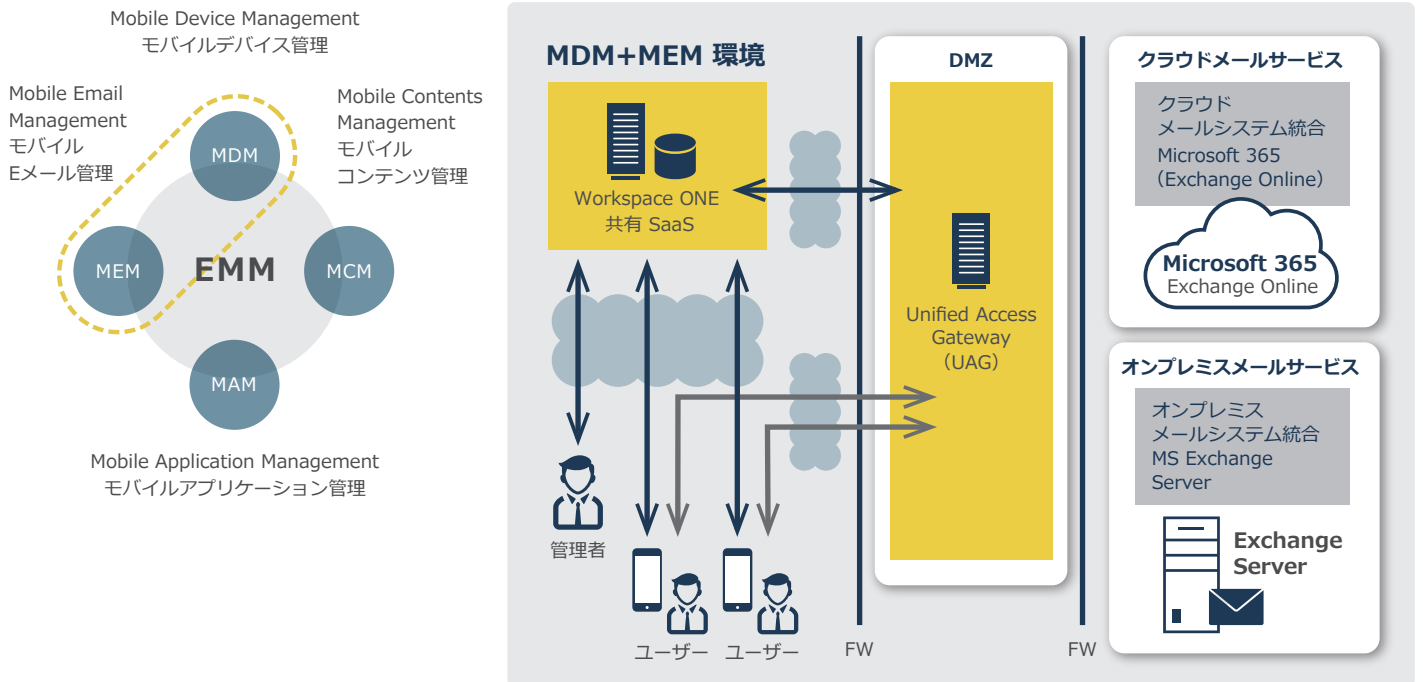 Mobile Device Management
モバイルデバイス管理
Mobile Email
Management
モバイル
Eメール管理
Mobile Contents
Management
モバイル
コンテンツ管理
MDM
MEM
EMM
MCM
MAM
Mobile Application Management
モバイルアプリケーション管理
MDM+MEM 環境
Workspace ONE
共有 SaaS
管理者
ユーザー
ユーザー
FW
DMZ
Unified Access
Gateway
（UAG）
FW
クラウドメールサービス
クラウド
メールシステム統合
Microsoft 365
（Exchange Online）
Microsoft 365
Exchange Online
オンプレミスメールサービス
オンプレミス
メールシステム統合
MS Exchange
Server
Exchange
Server